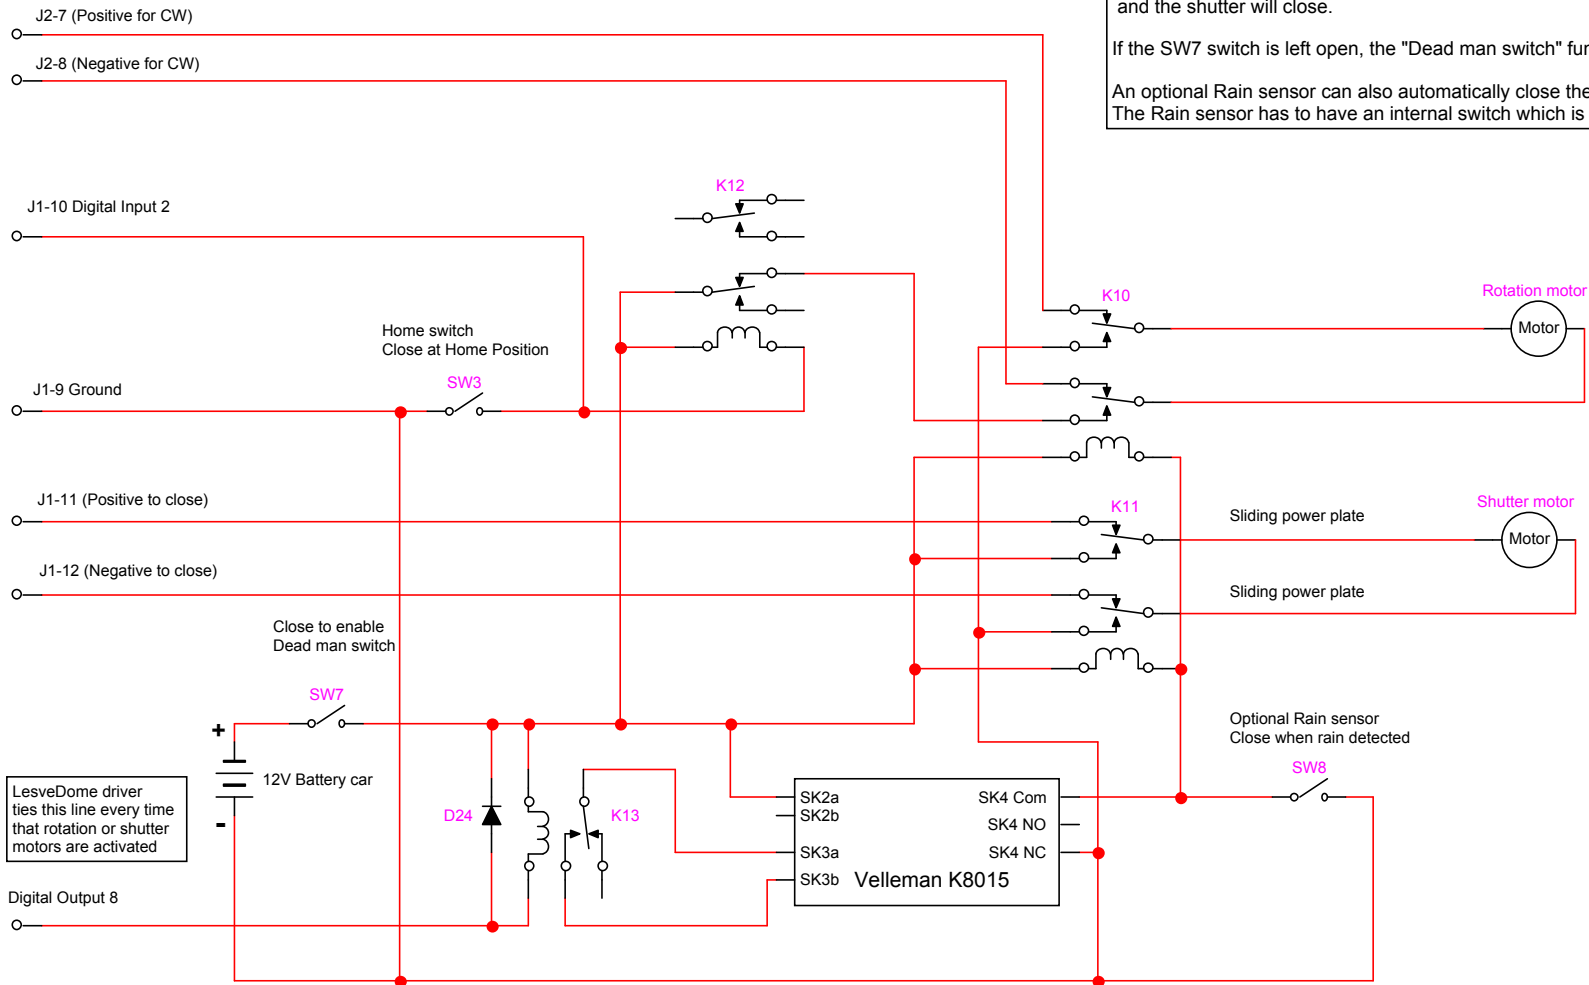 J2-7 (Positive for CW)
and the shutter will close.
J2-8 (Negative for CW)
If the SW7 switch is left open, the "Dead man switch"
An optional Rain sensor can also automatically close the
The Rain sensor has to have an internal switch which is
K12
J1-10 Digital Input 2
K10
Rotation motor
Motor
Home switch
Close at Home Position
SW3
J1-9 Ground
J1-11 (Positive to close)
K11
Sliding power plate
Shutter motor
Motor
J1-12 (Negative to close)
Sliding power plate
Close to enable
Dead man switch
SW7
+
12V Battery car
-
Optional Rain sensor
Close when rain detected
SW8
LesveDome driver
ties this line every time
that rotation or shutter
motors are activated
D24
K13
SK2a
SK2b
SK3a
SK3b
SK4 Com
SK4 NO
SK4 NC
Velleman K8015
Digital Output 8